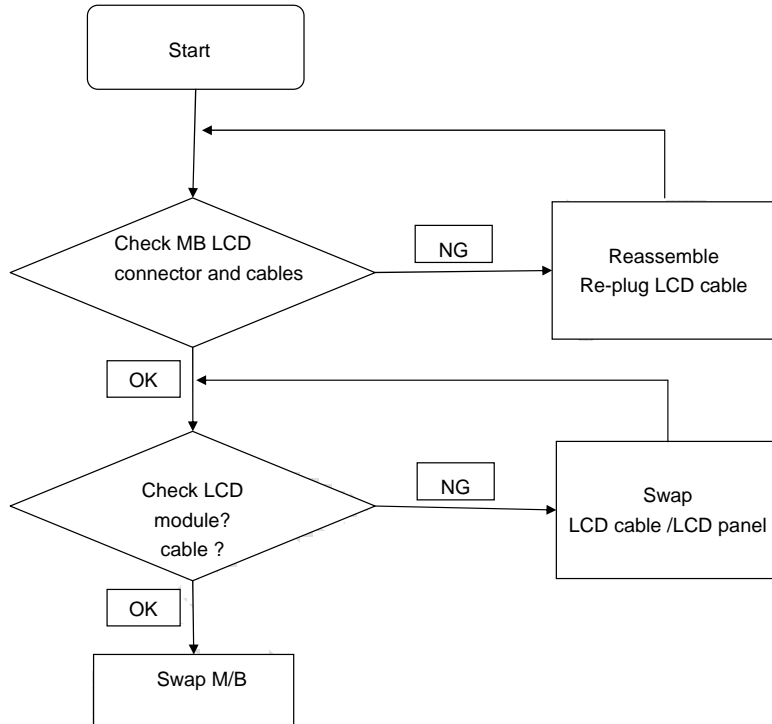 Start
Check MB LCD
connector and cables
NG
Reassemble
Re-plug LCD cable
OK
Check LCD
module?
cable ?
NG
Swap
LCD cable /LCD panel
OK
Swap M/B